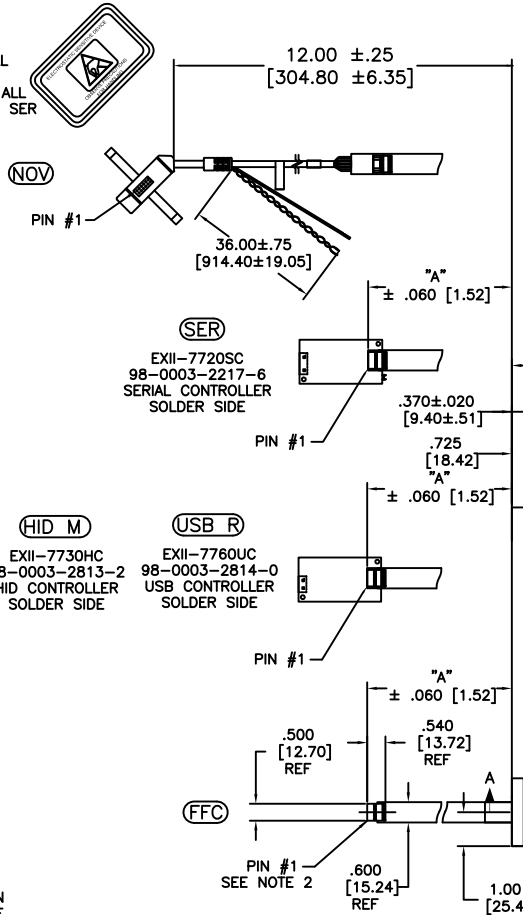 ELECTROSTATIC SENSITIVE DEVICE
ALL
SER
12.00 ±.25
[304.80 ±6.35]
NOV
PIN #1
36.00±.75
[914.40±19.05]
"A"
± .060 [1.52]
SER
EXII-7720SC
98-0003-2217-6
SERIAL CONTROLLER
SOLDER SIDE
PIN #1
.370±.020
[9.40±.51]
.725
[18.42]
"A"
± .060 [1.52]
HID M
EXII-7730HC
8-0003-2813-2
HID CONTROLLER
SOLDER SIDE
USB R
EXII-7760UC
98-0003-2814-0
USB CONTROLLER
SOLDER SIDE
PIN #1
"A"
± .060 [1.52]
.500
[12.70]
REF
.540
[13.72]
REF
A
FFC
PIN #1
SEE NOTE 2
.600
[15.24]
REF
1.00
[25.4